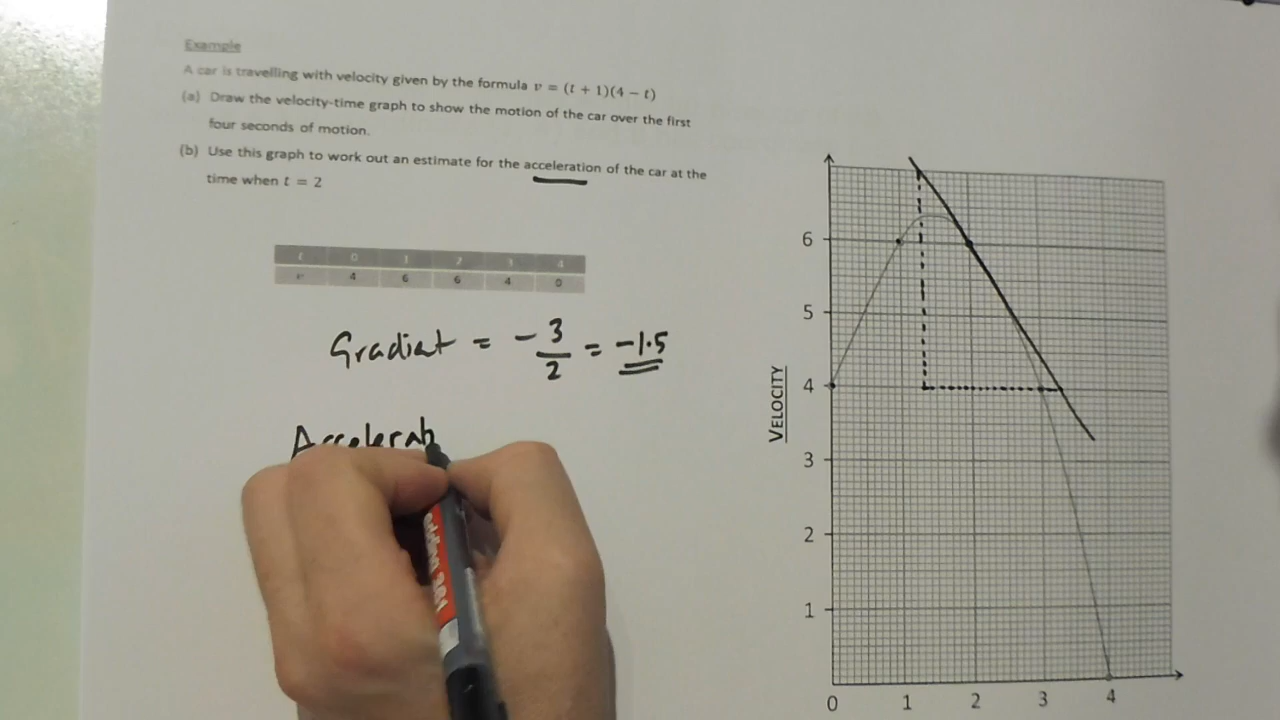 Example
A car is travelling with velocity given by the formula v = (t + 1)(4 − t)
(a) Draw the velocity-time graph to show the motion of the car over the first
four seconds of motion.
(b) Use this graph to work out an estimate for the acceleration of the car at the
time when t = 2
t 0 1 2 3 4
v 4 6 6 4 0
Gradient = - 3/2 = -1.5
Accelerat
edding 361
VELOCITY
6
5
4
3
2
1
0 1 2 3 4